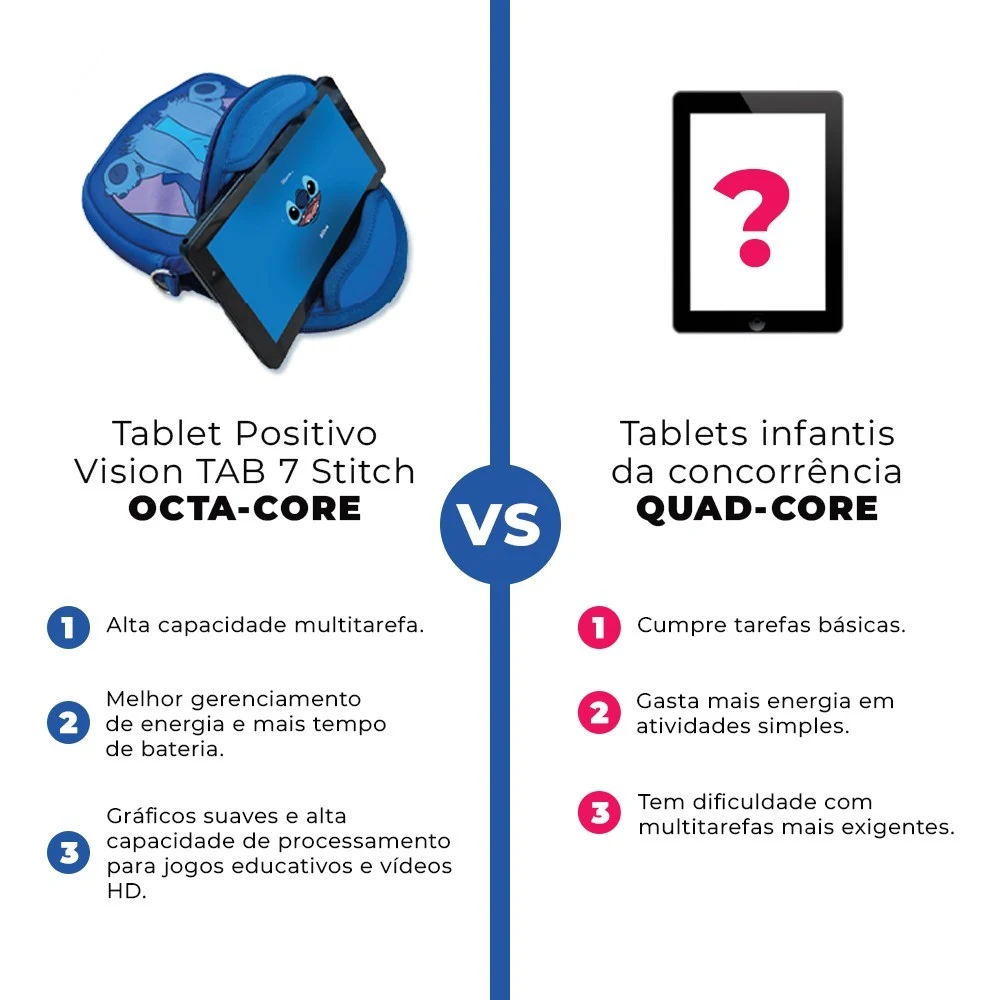 Tablet Positivo
Vision TAB 7 Stitch
OCTA-CORE
1 Alta capacidade multitarefa.
2 Melhor gerenciamento
de energia e mais tempo
de bateria.
3 Gráficos suaves e alta
capacidade de processamento
para jogos educativos e vídeos
HD.
VS
?
Tablets infantis
da concorrência
QUAD-CORE
1 Cumpre tarefas básicas.
2 Gasta mais energia em
atividades simples.
3 Tem dificuldade com
multitarefas mais exigentes.